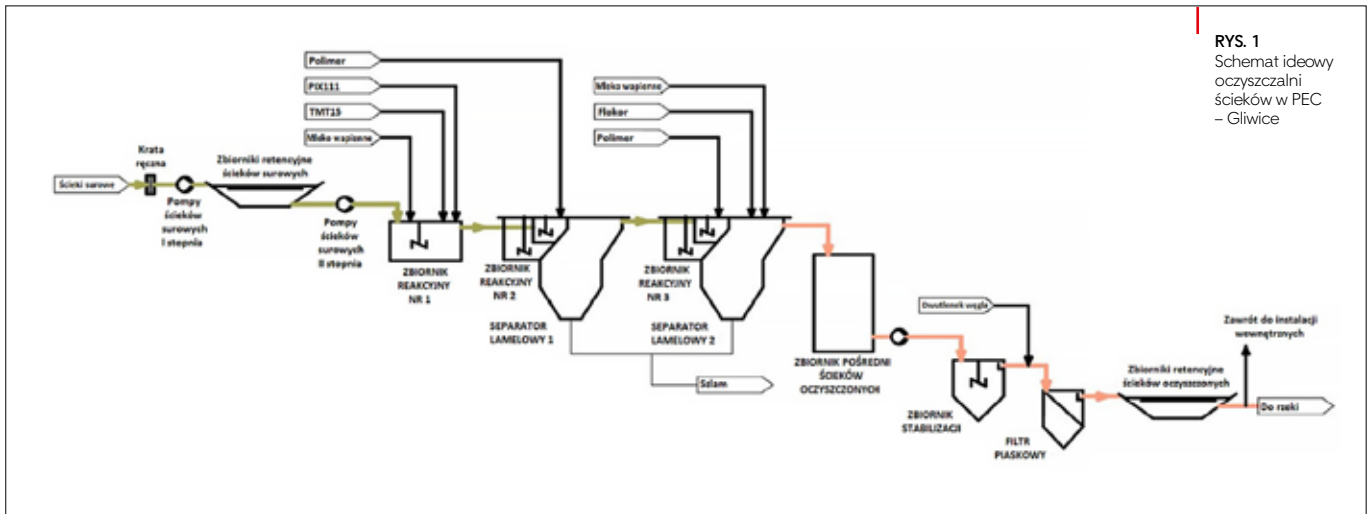 RYS. 1
Schemat ideowy
oczyszczalni
ścieków w PEC
– Gliwice
Polimer
PIX111
TMT15
Mleko wapienne
Mleko wapienne
Flokor
Polimer
Krata
ręczna
Ścieki surowe
Pompy
ścieków
surowych
I stopnia
Zbiorniki retencyjne
ścieków surowych
Pompy
ścieków
surowych
II stopnia
ZBIORNIK
REAKCYJNY
NR 1
ZBIORNIK
REAKCYJNY
NR 2
SEPARATOR
LAMELOWY 1
ZBIORNIK
REAKCYJNY
NR 3
SEPARATOR
LAMELOWY 2
Szlam
ZBIORNIK POŚREDNI
ŚCIEKÓW
OCZYSZCZONYCH
Dwutlenek węgla
ZBIORNIK
STABILIZACJI
FILTR
PIASKOWY
Zbiorniki retencyjne
ścieków oczyszczonych
Zawrót do instalacji
wewnętrznych
Do rzeki